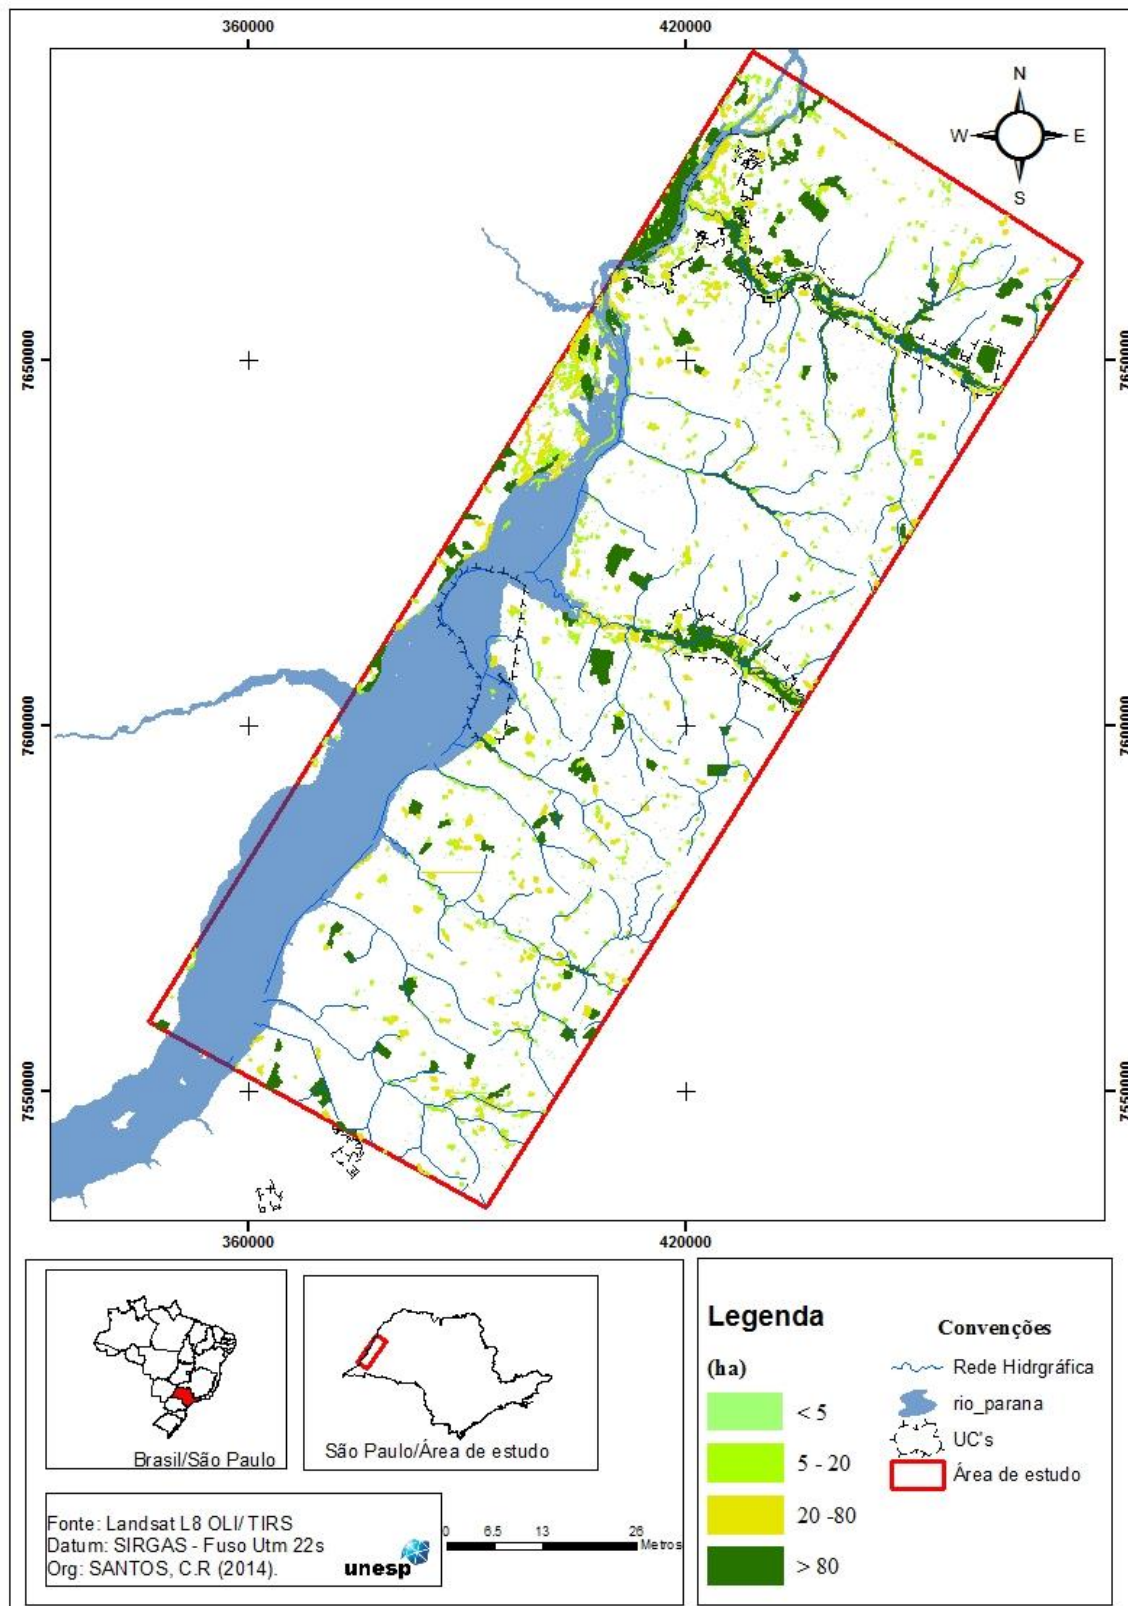 360000
420000
N
W
E
S
7650000
7650000
7600000
7600000
7550000
7550000
360000
420000
Brasil/São Paulo
São Paulo/Área de estudo
Fonte: Landsat L8 OLI/ TIRS
Datum: SIRGAS - Fuso Utm 22s
Org: SANTOS, C.R (2014).
unesp
0 6.5 13 26
Metros
Legenda
(ha)
< 5
5 - 20
20 -80
> 80
Convenções
Rede Hidrgráfica
rio_parana
UC's
Área de estudo